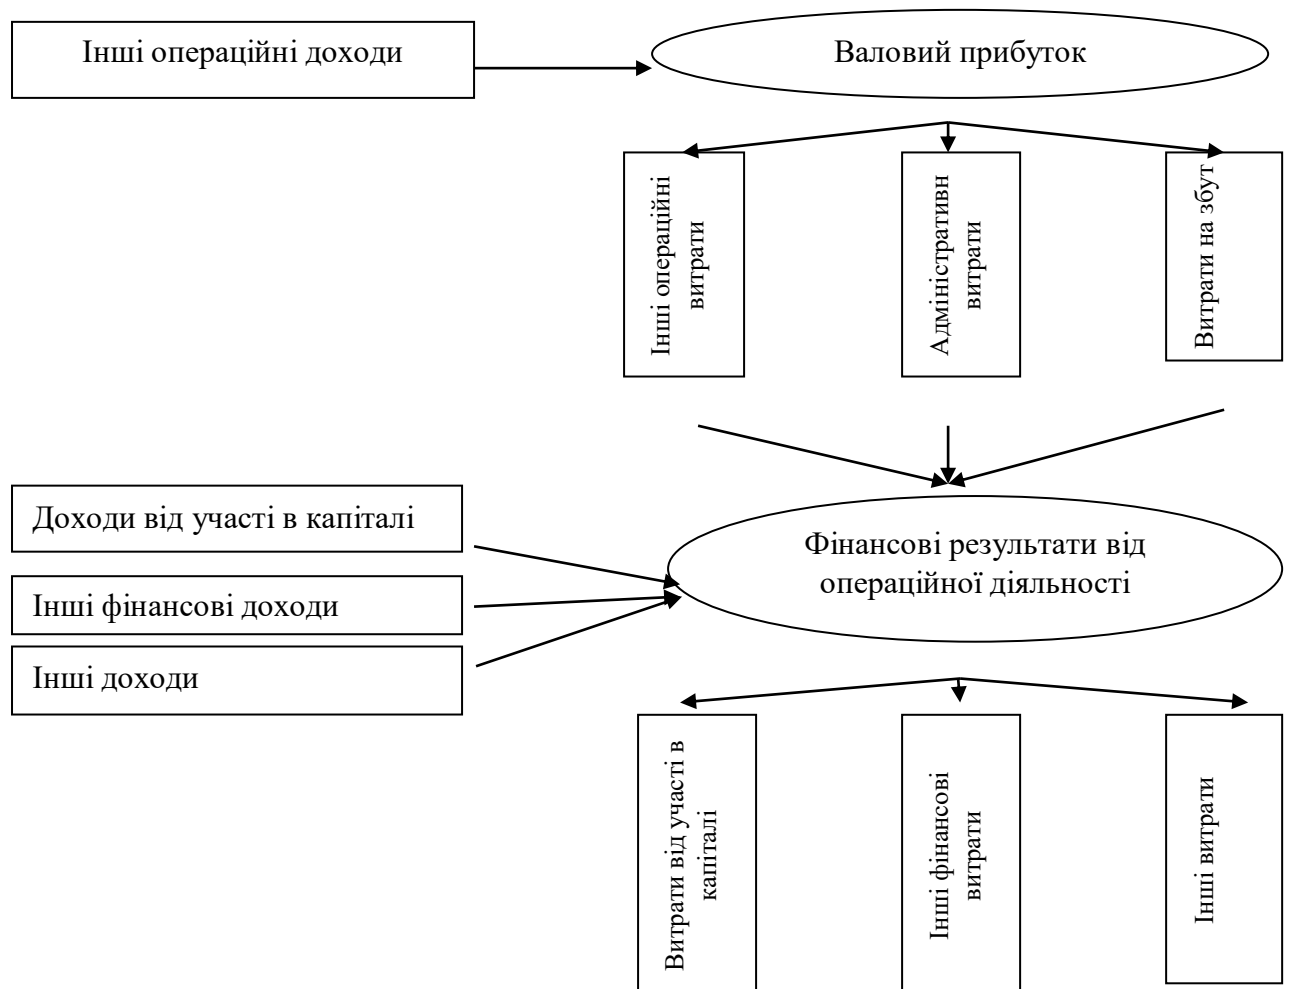 Інші операційні доходи
Валовий прибуток
Інші операційні
витрати
Адміністративн
витрати
Витрати на збут
Доходи від участі в капіталі
Інші фінансові доходи
Інші доходи
Фінансові результати від
операційної діяльності
Витрати від участі в
капіталі
Інші фінансові
витрати
Інші витрати